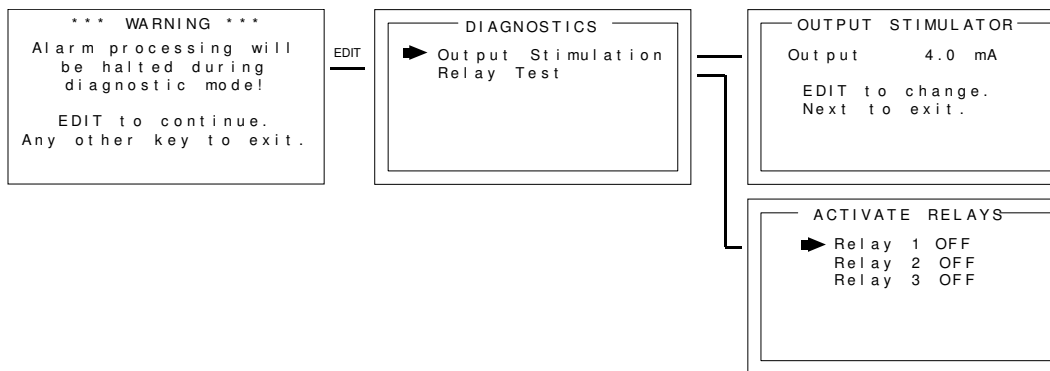 *** WARNING ***
Alarm processing will
be halted during
diagnostic mode!
EDIT to continue.
Any other key to exit.
EDIT
DIAGNOSTICS
Output Stimulation
Relay Test
OUTPUT STIMULATOR
Output 4.0 mA
EDIT to change.
Next to exit.
ACTIVATE RELAYS
Relay 1 OFF
Relay 2 OFF
Relay 3 OFF